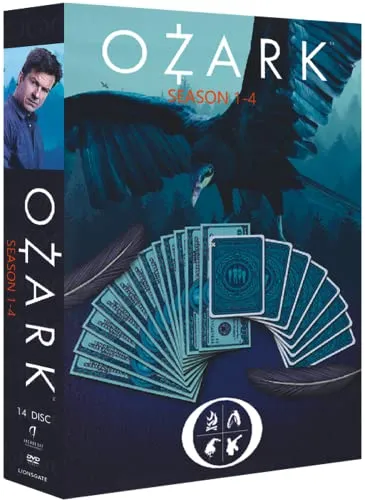 OZARK
SEASON 1-4
OZARK
SEASON 1-4
14 DISC
DVD
LIONSGATE